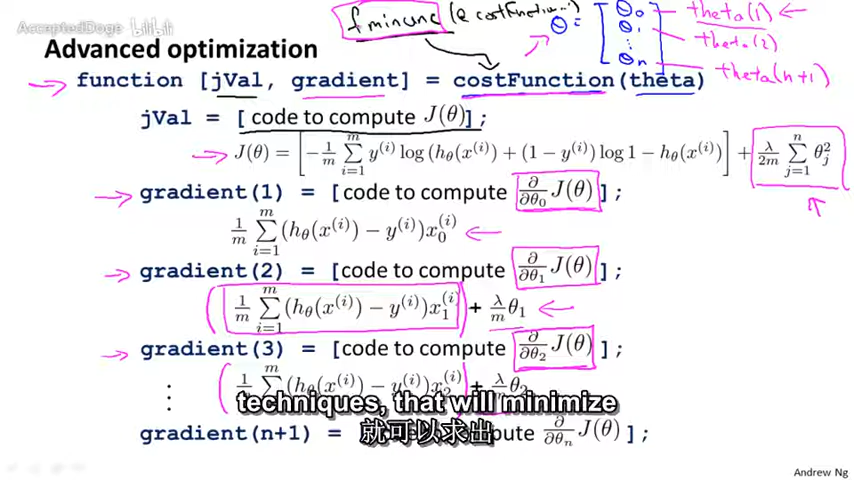 AcceptedDoge bilibili
fminunc (@costFunction...)
Θ = [Θ₀ Θ₁ ⋮ Θₙ]
theta(1) ←
theta(2)
theta(n+1)
Advanced optimization
function [jVal, gradient] = costFunction(theta)
jVal = [ code to compute J(θ) ];
J(θ) = [ -1/m Σ_{i=1}^{m} y^(i) log (h_θ(x^(i)) + (1 − y^(i)) log 1 − h_θ(x^(i)) ] + λ/2m Σ_{j=1}^{n} θ_j^2
gradient(1) = [code to compute ∂/∂θ₀ J(θ) ];
1/m Σ_{i=1}^{m} (h_θ(x^(i)) − y^(i)) x_0^(i)
gradient(2) = [code to compute ∂/∂θ₁ J(θ) ];
1/m Σ_{i=1}^{m} (h_θ(x^(i)) − y^(i)) x_1^(i) + λ/m θ₁
gradient(3) = [code to compute ∂/∂θ₂ J(θ) ];
1/m Σ (h_θ(x^(i)) − y^(i)) x_2^(i) + λ/m θ₂
techniques, that will minimize
⋮
就可以求出
gradient(n+1) = compute ∂/∂θₙ J(θ) ];
Andrew Ng